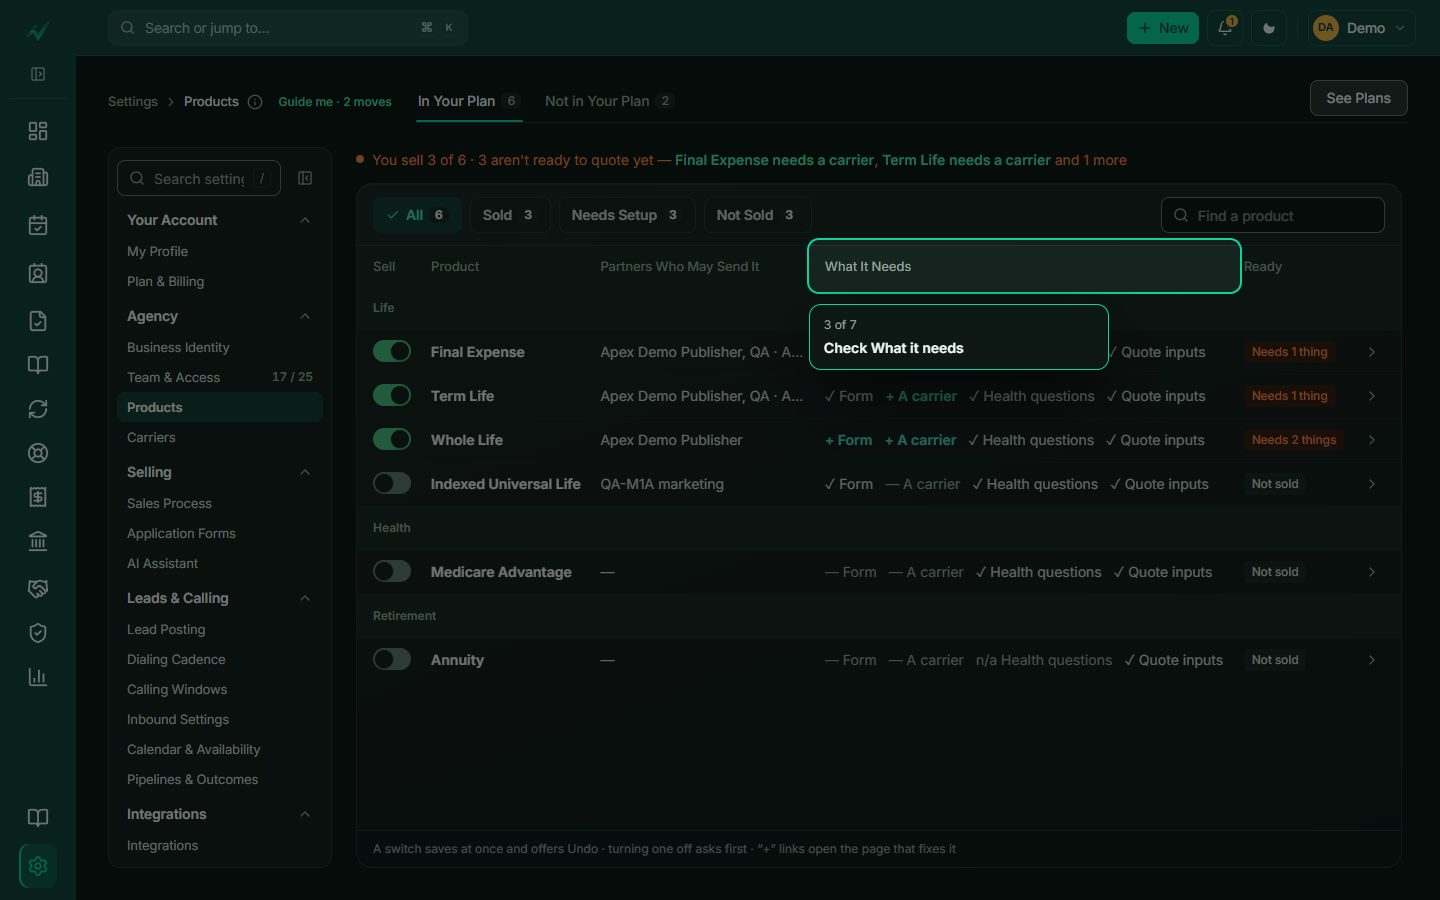 Search or jump to...
⌘ K
+ New
1
DA
Demo
Settings > Products
Guide me · 2 moves
In Your Plan 6
Not in Your Plan 2
See Plans
Search setting /
Your Account
My Profile
Plan & Billing
Agency
Business Identity
Team & Access 17 / 25
Products
Carriers
Selling
Sales Process
Application Forms
AI Assistant
Leads & Calling
Lead Posting
Dialing Cadence
Calling Windows
Inbound Settings
Calendar & Availability
Pipelines & Outcomes
Integrations
Integrations
You sell 3 of 6 · 3 aren't ready to quote yet — Final Expense needs a carrier, Term Life needs a carrier and 1 more
✓ All 6
Sold 3
Needs Setup 3
Not Sold 3
Find a product
Sell Product Partners Who May Send It What It Needs Ready
Life
3 of 7
Check What it needs
Final Expense Apex Demo Publisher, QA · A... ✓ Quote inputs Needs 1 thing
Term Life Apex Demo Publisher, QA · A... ✓ Form + A carrier ✓ Health questions ✓ Quote inputs Needs 1 thing
Whole Life Apex Demo Publisher + Form + A carrier ✓ Health questions ✓ Quote inputs Needs 2 things
Indexed Universal Life QA-M1A marketing ✓ Form — A carrier ✓ Health questions ✓ Quote inputs Not sold
Health
Medicare Advantage — — Form — A carrier ✓ Health questions ✓ Quote inputs Not sold
Retirement
Annuity — — Form — A carrier n/a Health questions ✓ Quote inputs Not sold
A switch saves at once and offers Undo · turning one off asks first · “+” links open the page that fixes it